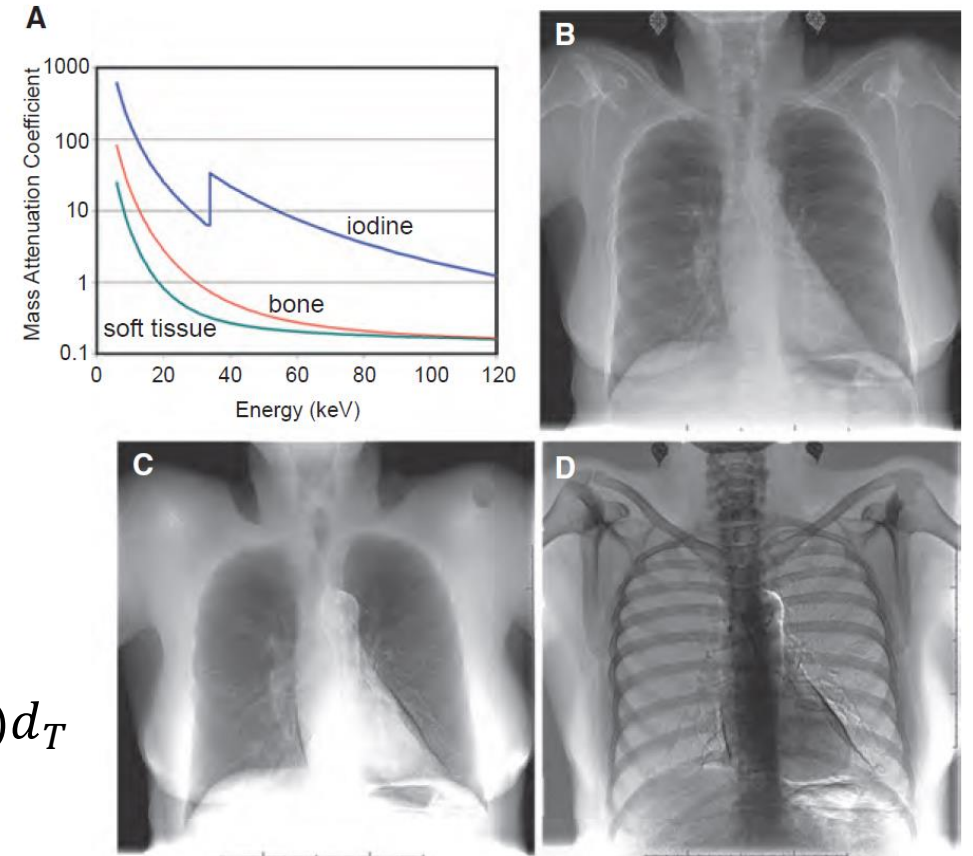 A
B
Mass Attenuation Coefficient
1000
100
10
1
0.1
iodine
bone
soft tissue
0
20
40
60
80
100
120
Energy (keV)
C
D
)d_T